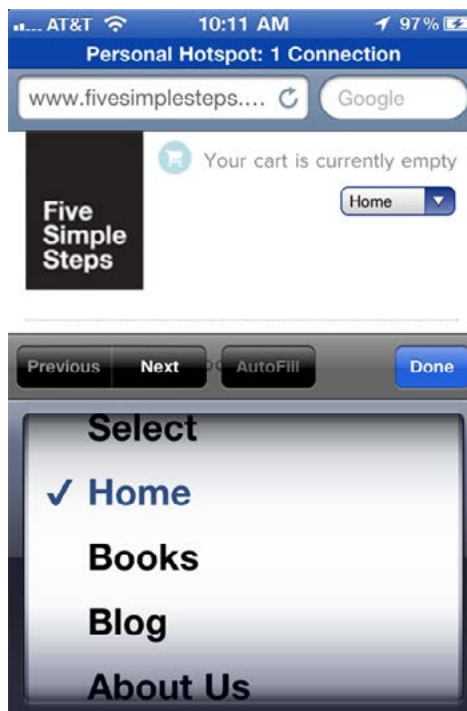 AT&T 10:11 AM 97%
Personal Hotspot: 1 Connection
www.fivesimplesteps.... Google
Your cart is currently empty
Home
Five
Simple
Steps
Previous Next AutoFill Done
Select
✓ Home
Books
Blog
About Us